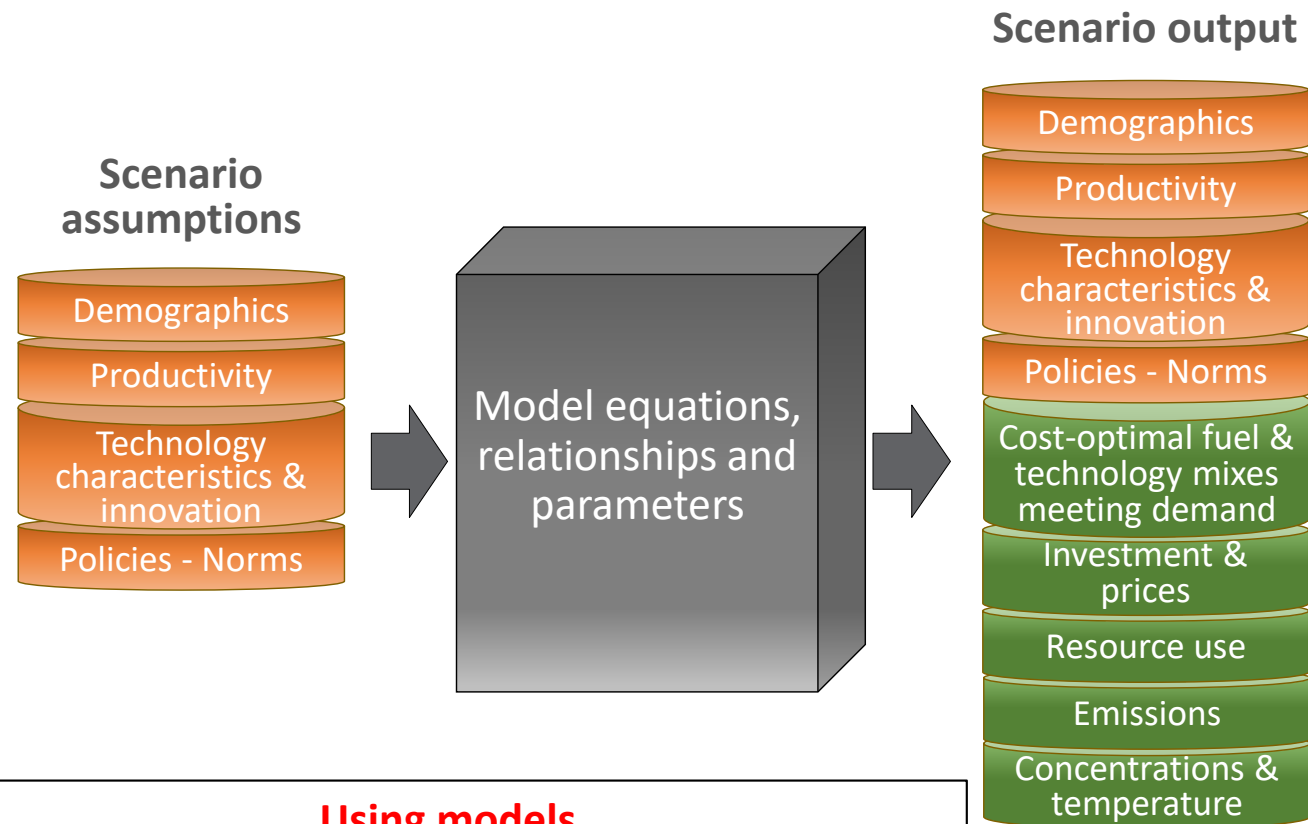 Scenario output
Scenario
assumptions
Demographics
Productivity
Technology
characteristics &
innovation
Policies - Norms
Model equations,
relationships and
parameters
Demographics
Productivity
Technology
characteristics &
innovation
Policies - Norms
Cost-optimal fuel &
technology mixes
meeting demand
Investment &
prices
Resource use
Emissions
Concentrations &
temperature
Using models